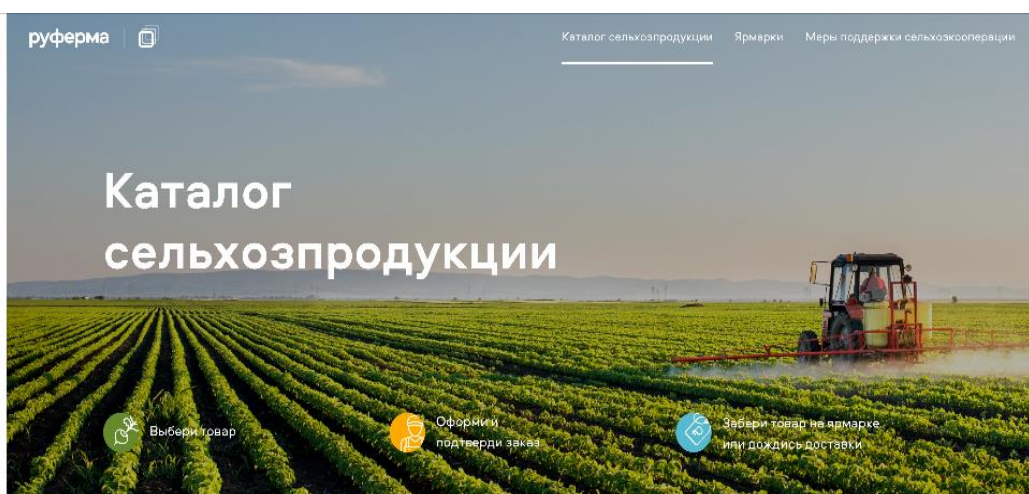 руферма
Каталог сельхозпродукции Ярмарки Меры поддержки сельхозкооперации
Каталог
сельхозпродукции
Выбери товар
Оформи и
подтверди заказ
Забери товар на ярмарке
или дождись доставки